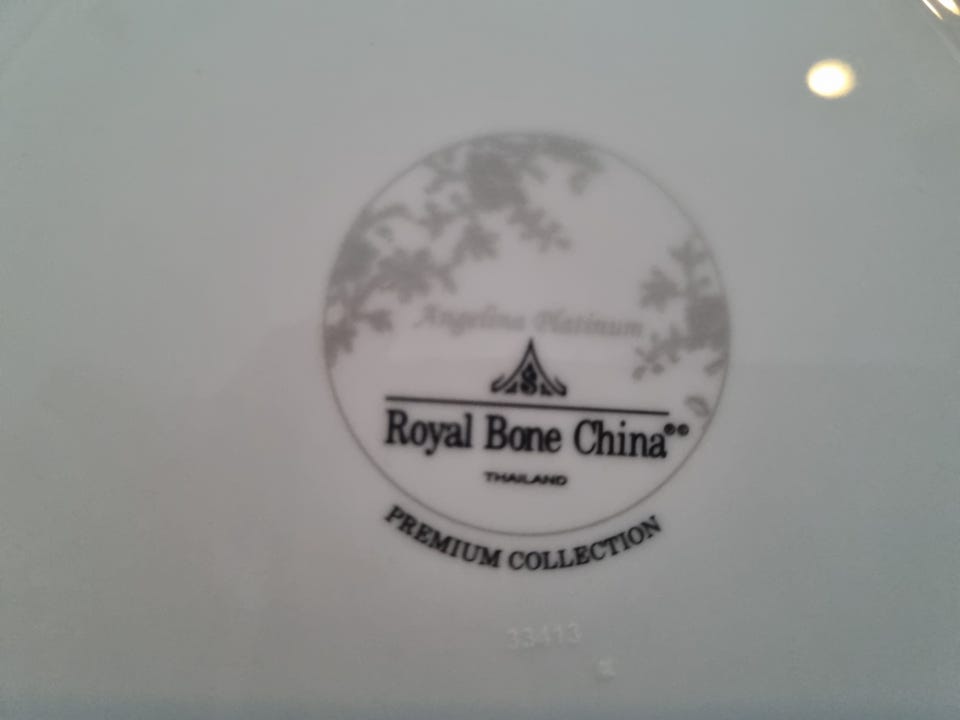 Angelina Platinum
Royal Bone China®®
THAILAND
PREMIUM COLLECTION
33413